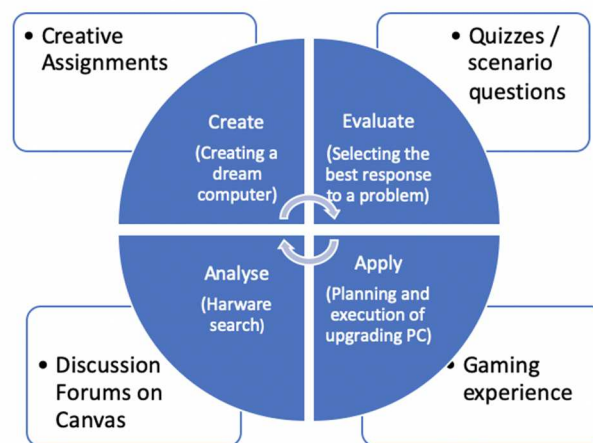 • Creative
Assignments
• Quizzes /
scenario
questions
Create
(Creating a
dream
computer)
Evaluate
(Selecting the
best response
to a problem)
Analyse
(Harware
search)
Apply
(Planning and
execution of
upgrading PC)
• Discussion
Forums on
Canvas
• Gaming
experience